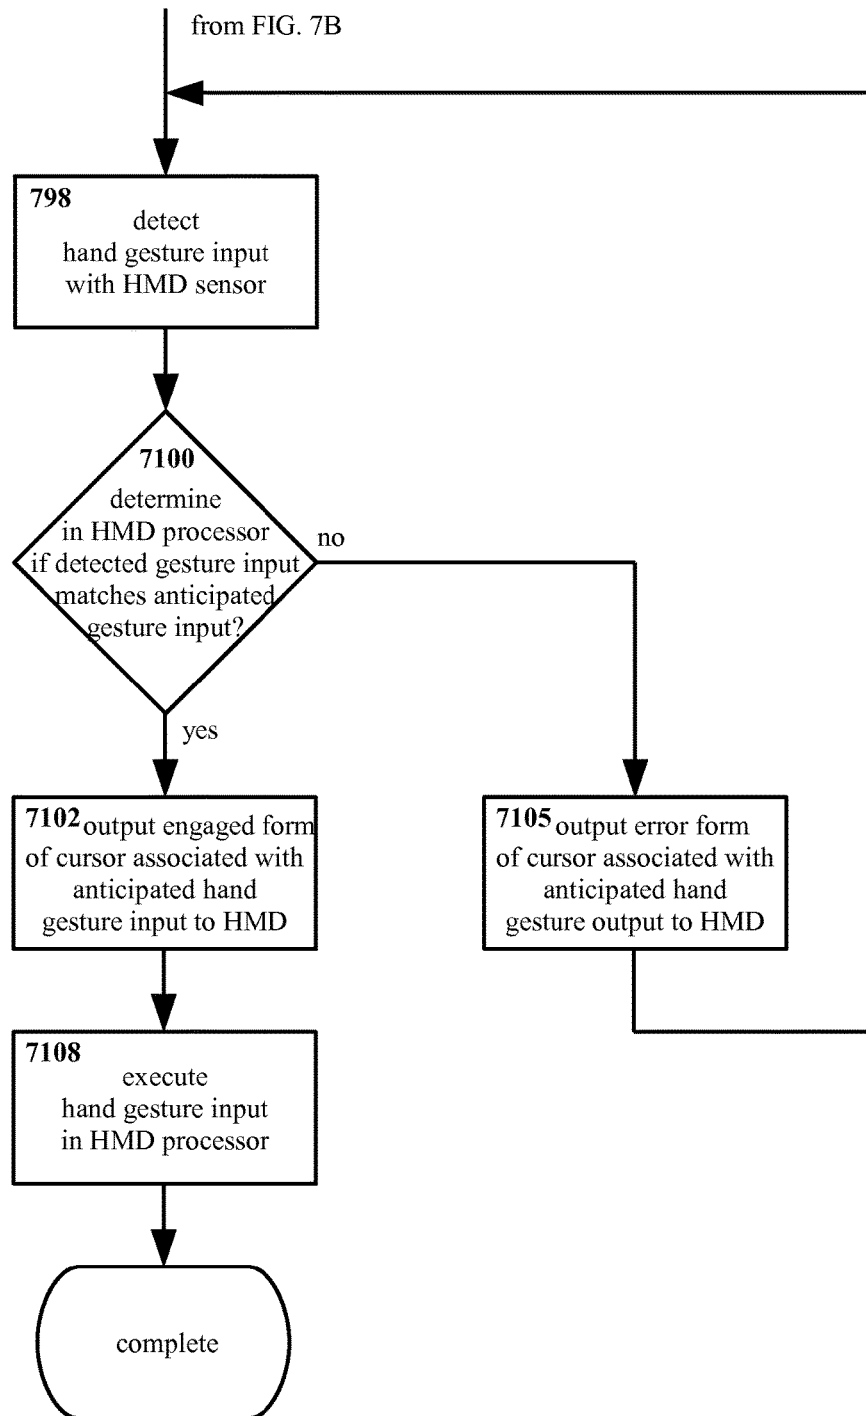 from FIG. 7B
798
detect
hand gesture input
with HMD sensor
7100
determine
in HMD processor
if detected gesture input
matches anticipated
gesture input?
no
yes
7102 output engaged form
of cursor associated with
anticipated hand
gesture input to HMD
7105 output error form
of cursor associated with
anticipated hand
gesture output to HMD
7108
execute
hand gesture input
in HMD processor
complete